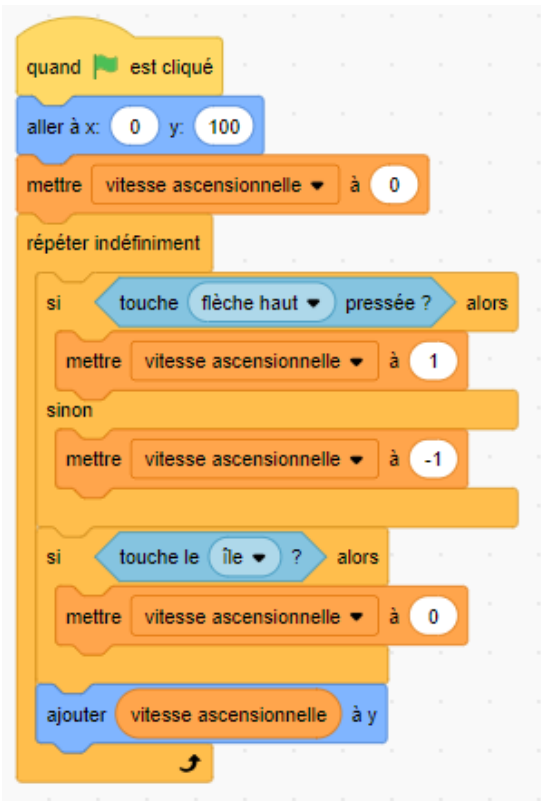 quand est cliqué
aller à x: 0 y: 100
mettre vitesse ascensionnelle à 0
répéter indéfiniment
si touche flèche haut pressée ? alors
mettre vitesse ascensionnelle à 1
sinon
mettre vitesse ascensionnelle à -1
si touche le île ? alors
mettre vitesse ascensionnelle à 0
ajouter vitesse ascensionnelle à y